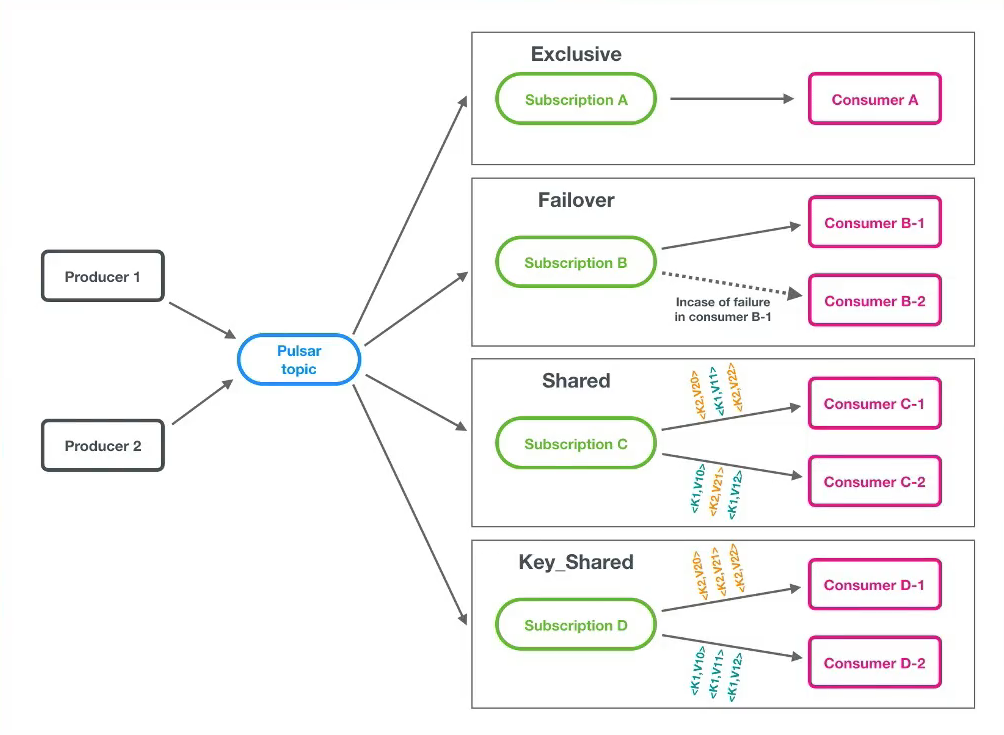 Exclusive
Subscription A
Consumer A
Failover
Subscription B
Consumer B-1
Consumer B-2
Incase of failure
in consumer B-1
Producer 1
Producer 2
Pulsar
topic
Shared
Subscription C
<K2,V20>
<K1,V11>
<K2,V22>
Consumer C-1
<K1,V10>
<K2,V21>
<K1,V12>
Consumer C-2
Key_Shared
Subscription D
<K2,V20>
<K2,V21>
<K2,V22>
Consumer D-1
<K1,V10>
<K1,V11>
<K1,V12>
Consumer D-2